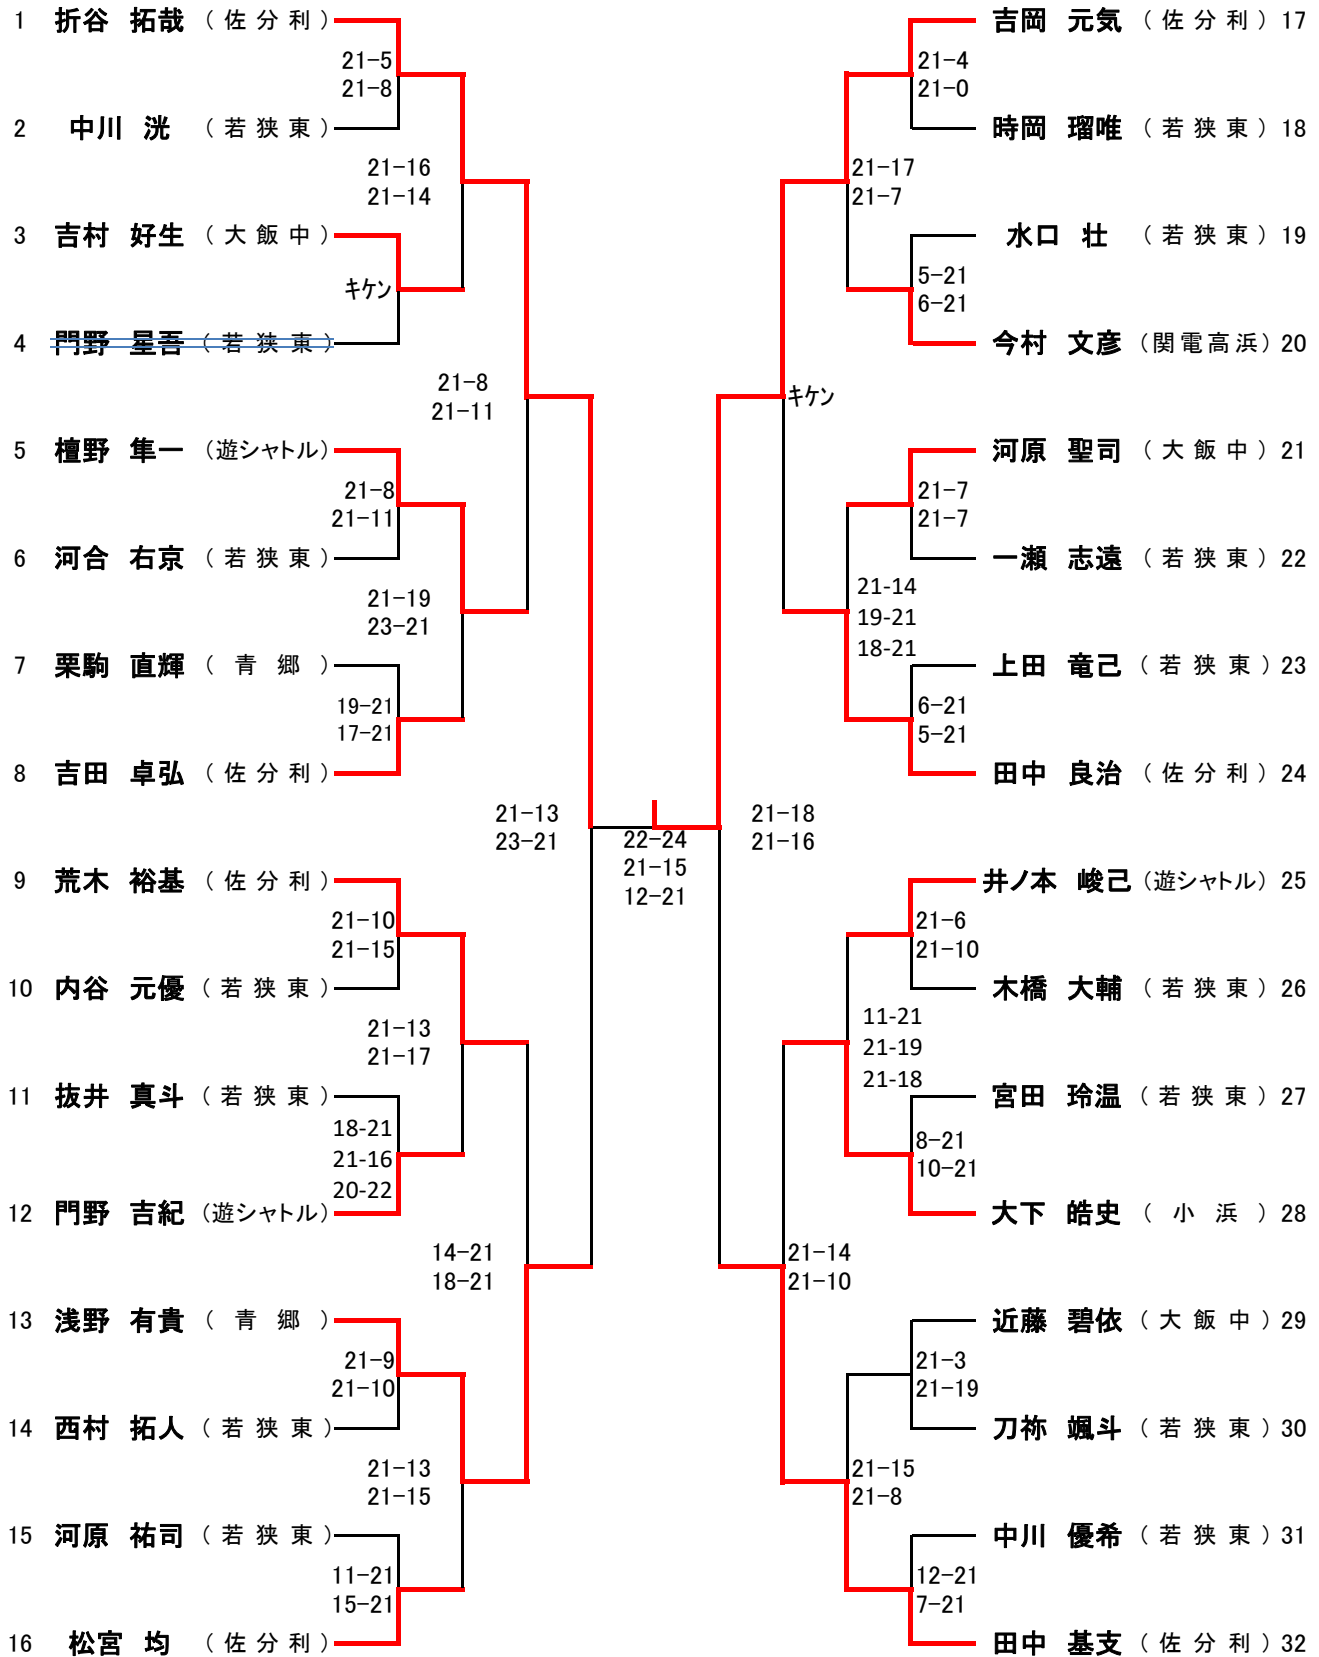 1 折谷 拓哉 （佐分利）
21−5
21−8
2 中川 洸 （若狭東）
21−16
21−14
3 吉村 好生 （大飯中）
キケン
4 門野 星吾 （若狭東）
21−8
21−11
5 檀野 隼一 （遊シャトル）
21−8
21−11
6 河合 右京 （若狭東）
21−19
23−21
7 栗駒 直輝 （青郷）
19−21
17−21
8 吉田 卓弘 （佐分利）
21−13
23−21
9 荒木 裕基 （佐分利）
21−10
21−15
10 内谷 元優 （若狭東）
21−13
21−17
11 抜井 真斗 （若狭東）
18-21
21-16
20-22
12 門野 吉紀 （遊シャトル）
14−21
18−21
13 浅野 有貴 （青郷）
21−9
21−10
14 西村 拓人 （若狭東）
21−13
21−15
15 河原 祐司 （若狭東）
11−21
15−21
16 松宮 均 （佐分利）
22−24
21−15
12−21
吉岡 元気 （佐分利） 17
21−4
21−0
時岡 瑠唯 （若狭東） 18
21−17
21−7
水口 壮 （若狭東） 19
5−21
6−21
今村 文彦 （関電高浜） 20
キケン
河原 聖司 （大飯中） 21
21−7
21−7
一瀬 志遠 （若狭東） 22
21-14
19-21
18-21
上田 竜己 （若狭東） 23
6−21
5−21
田中 良治 （佐分利） 24
21−18
21−16
井ノ本 峻己 （遊シャトル） 25
21−6
21−10
木橋 大輔 （若狭東） 26
11-21
21-19
21-18
宮田 玲温 （若狭東） 27
8−21
10−21
大下 皓史 （小浜） 28
21−14
21−10
近藤 碧依 （大飯中） 29
21−3
21−19
刀祢 颯斗 （若狭東） 30
21−15
21−8
中川 優希 （若狭東） 31
12−21
7−21
田中 基支 （佐分利） 32